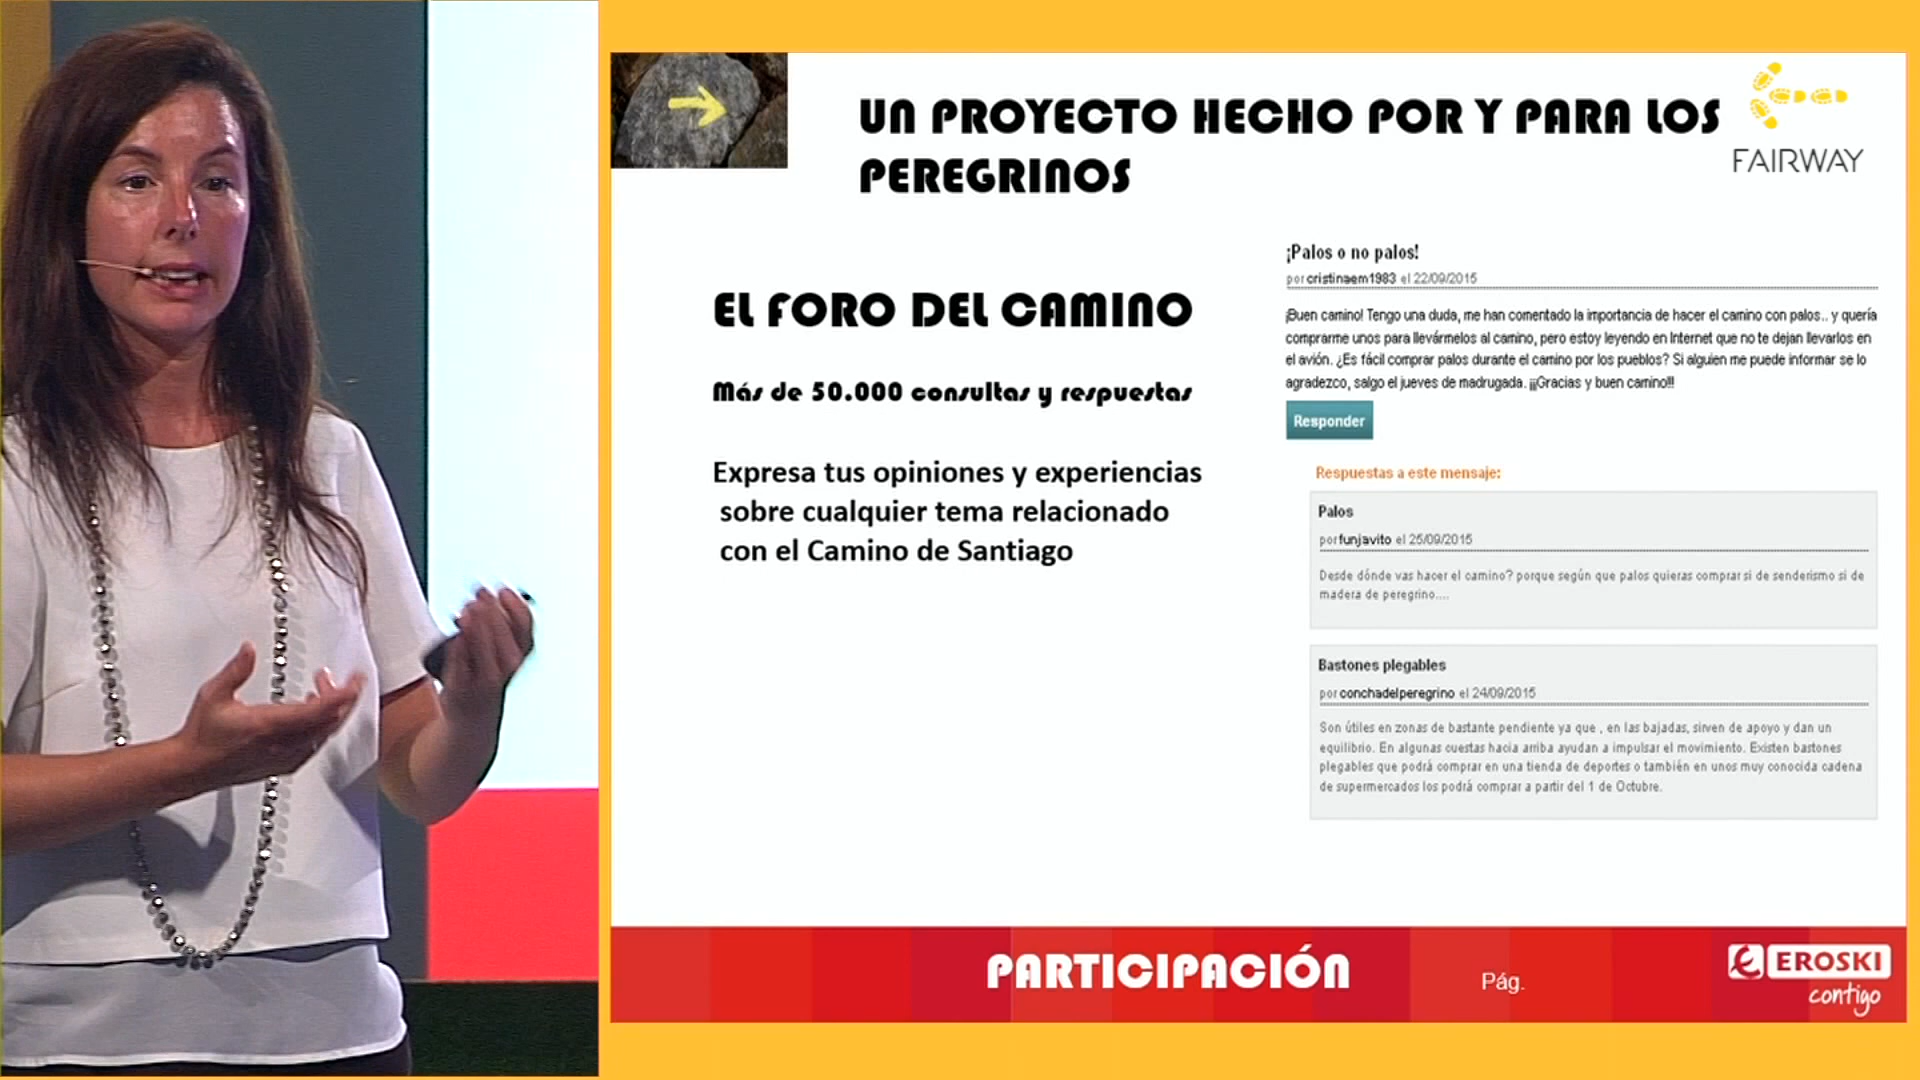 UN PROYECTO HECHO POR Y PARA LOS
PEREGRINOS
FAIRWAY
EL FORO DEL CAMINO
Más de 50.000 consultas y respuestas
Expresa tus opiniones y experiencias
sobre cualquier tema relacionado
con el Camino de Santiago
¡Palos o no palos!
por cristinaem1983 el 22/09/2015
¡Buen camino! Tengo una duda, me han comentado la importancia de hacer el camino con palos.. y quería
comprarme unos para llevármelos al camino, pero estoy leyendo en Internet que no te dejan llevarlos en
el avión. ¿Es fácil comprar palos durante el camino por los pueblos? Si alguien me puede informar se lo
agradezco, salgo el jueves de madrugada. ¡¡¡Gracias y buen camino!!!
Responder
Respuestas a este mensaje:
Palos
por funjavito el 25/09/2015
Desde dónde vas hacer el camino? porque según que palos quieras comprar si de senderismo si de
madera de peregrino....
Bastones plegables
por conchadelperegrino el 24/09/2015
Son útiles en zonas de bastante pendiente ya que , en las bajadas, sirven de apoyo y dan un
equilibrio. En algunas cuestas hacia arriba ayudan a impulsar el movimiento. Existen bastones
plegables que podrá comprar en una tienda de deportes o también en unos muy conocida cadena
de supermercados los podrá comprar a partir del 1 de Octubre.
PARTICIPACIÓN
Pág.
EROSKI
contigo